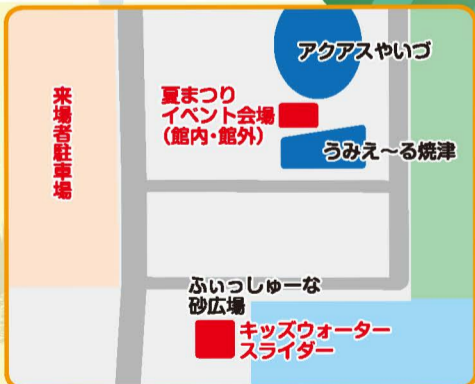 アクアスやいづ
夏まつり
イベント会場
(館内・館外)
うみえ～る焼津
来場者駐車場
ふぃっしゅーな
砂広場
キッズウォーター
スライダー